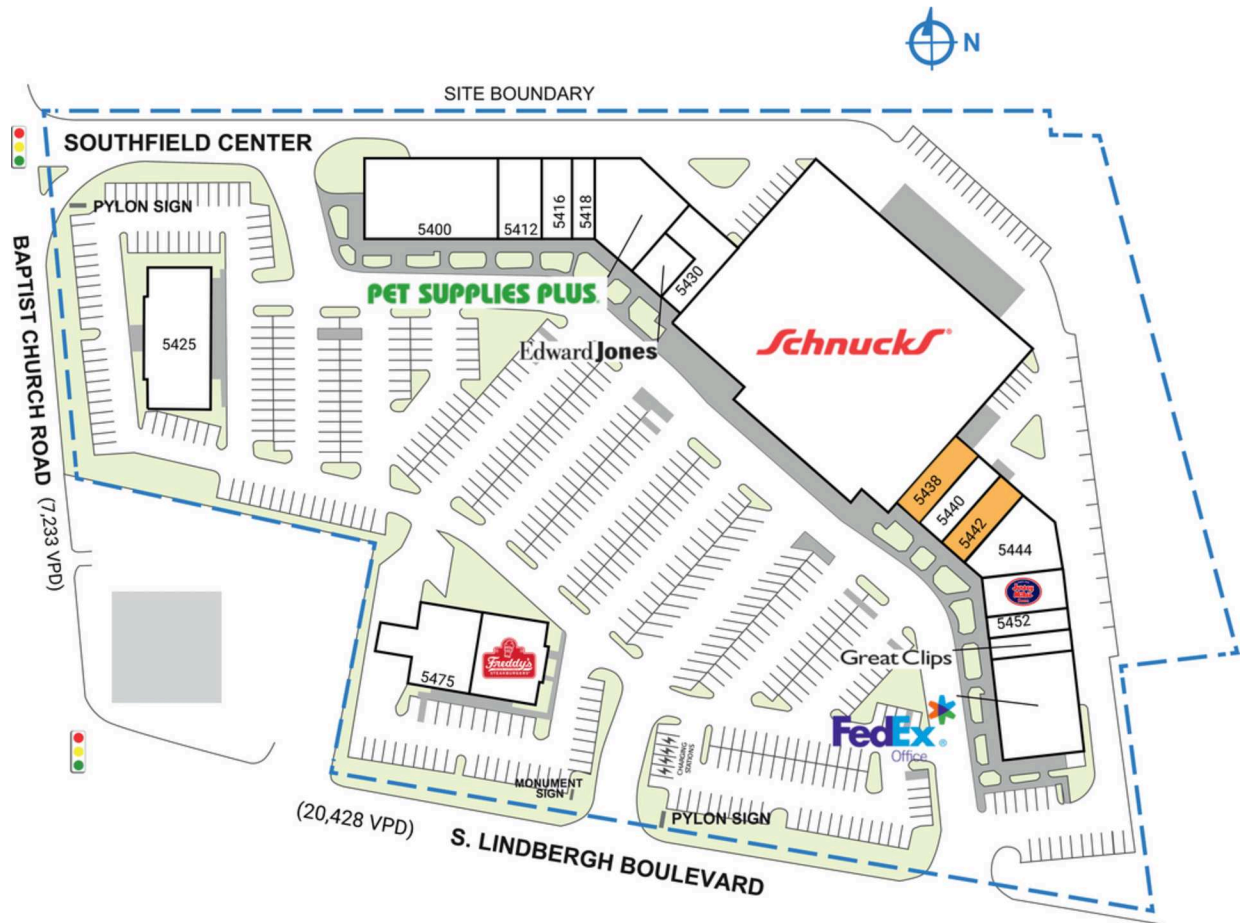 N
SITE BOUNDARY
SOUTHFIELD CENTER
PYLON SIGN
BAPTIST CHURCH ROAD (7,233 VPD)
5400
5412
5416
5418
5430
PET SUPPLIES PLUS.
Edward Jones
Schnucks®
5425
5438
5440
5442
5444
5452
Great Clips
FedEx®
Office
Freddy's
STEAKBURGERS
5475
CHARGING
STATIONS
MONUMENT
SIGN
PYLON SIGN
(20,428 VPD)
S. LINDBERGH BOULEVARD